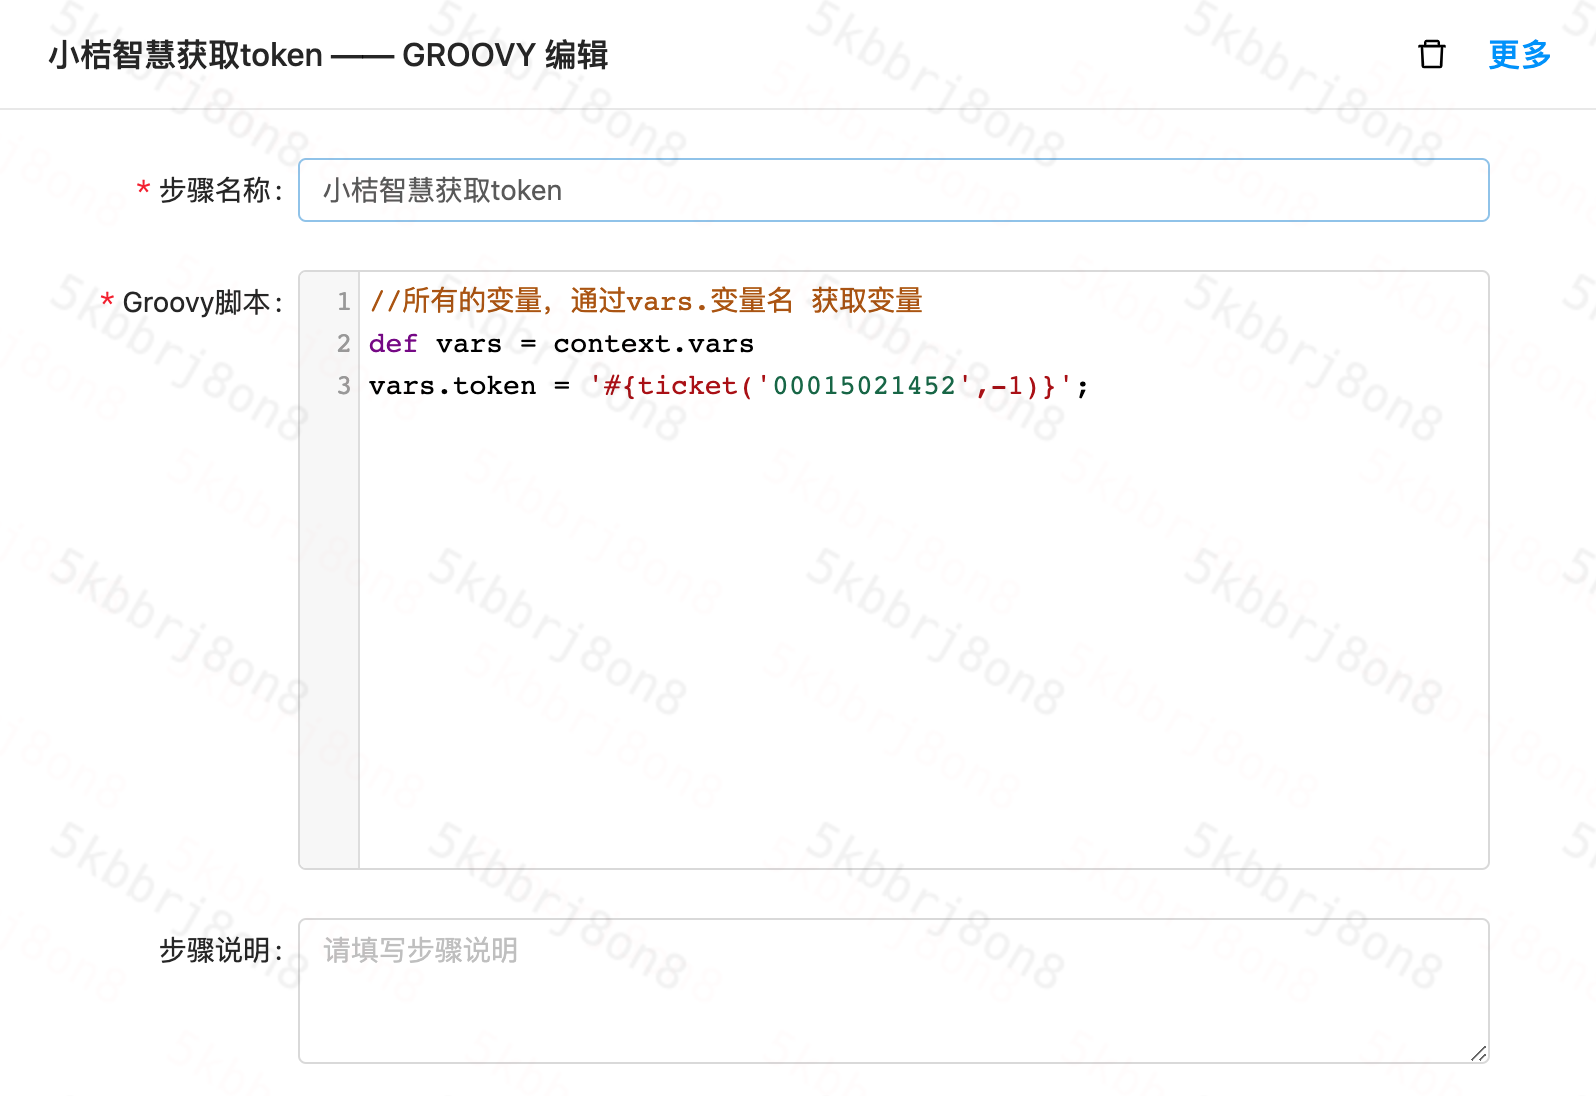 小桔智慧获取token —— GROOVY 编辑
更多
* 步骤名称:
小桔智慧获取token
* Groovy脚本:
1 //所有的变量，通过vars.变量名 获取变量
2 def vars = context.vars
3 vars.token = '#{ticket('00015021452',-1)}';
步骤说明:
请填写步骤说明
5kbbrj8on8